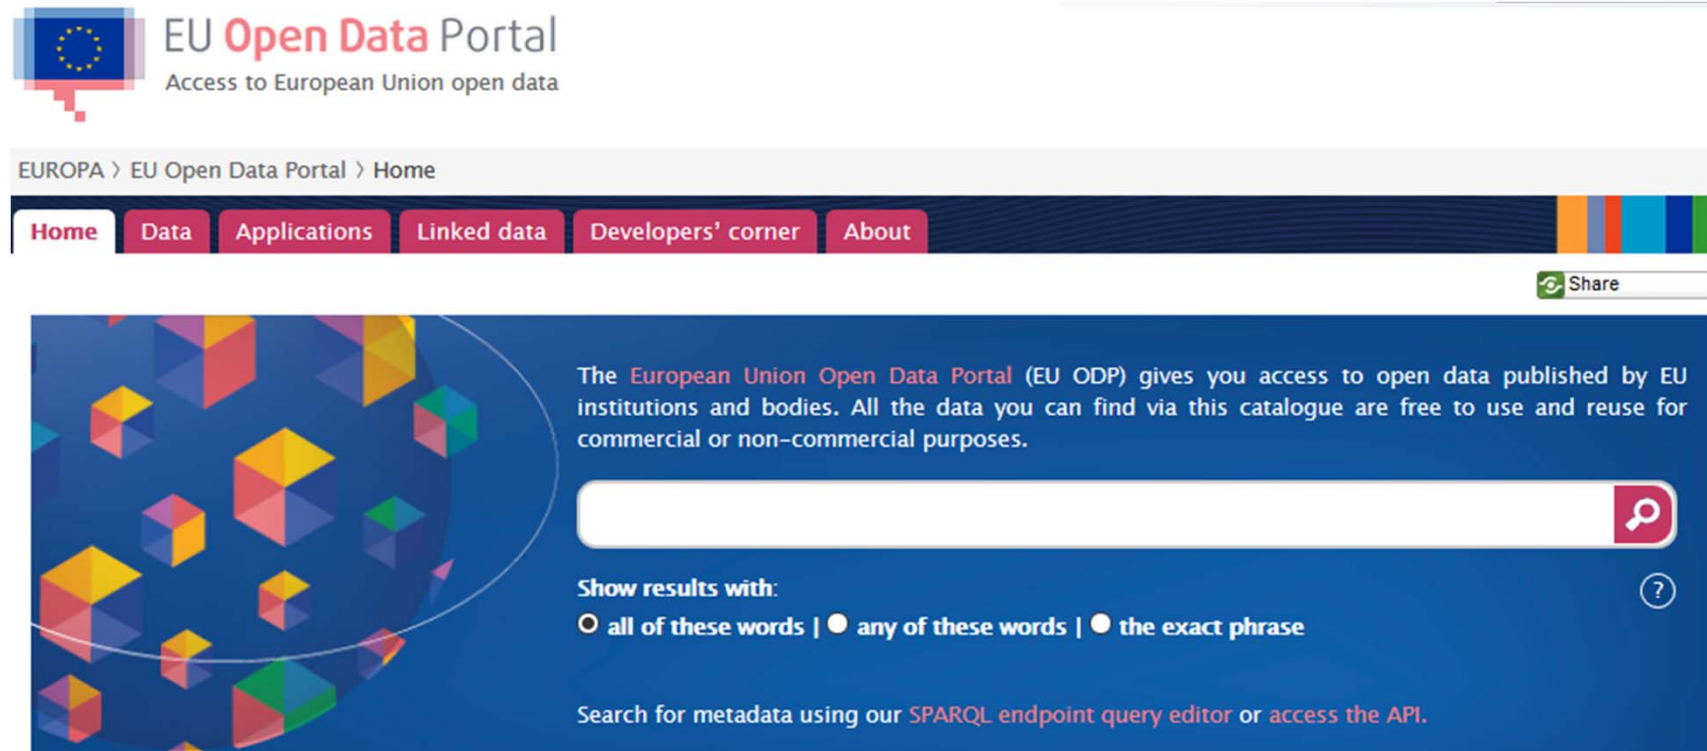 EU Open Data Portal
Access to European Union open data
EUROPA > EU Open Data Portal > Home
Home Data Applications Linked data Developers' corner About
Share
The European Union Open Data Portal (EU ODP) gives you access to open data published by EU
institutions and bodies. All the data you can find via this catalogue are free to use and reuse for
commercial or non-commercial purposes.
Show results with:
?
all of these words | any of these words | the exact phrase
Search for metadata using our SPARQL endpoint query editor or access the API.